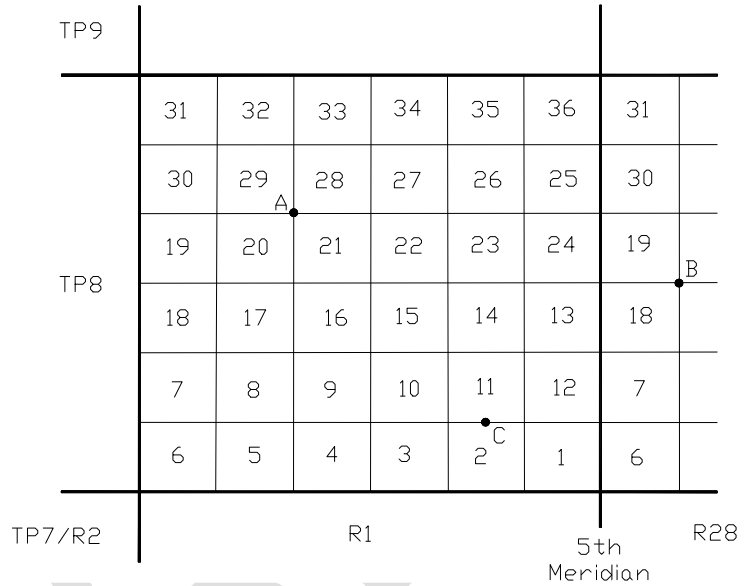 TP9
31 32 33 34 35 36 31
30 29 28 27 26 25 30
A
19 20 21 22 23 24 19
B
TP8
18 17 16 15 14 13 18
7 8 9 10 11 12 7
C
6 5 4 3 2 1 6
TP7/R2 R1 R28
5th
Meridian